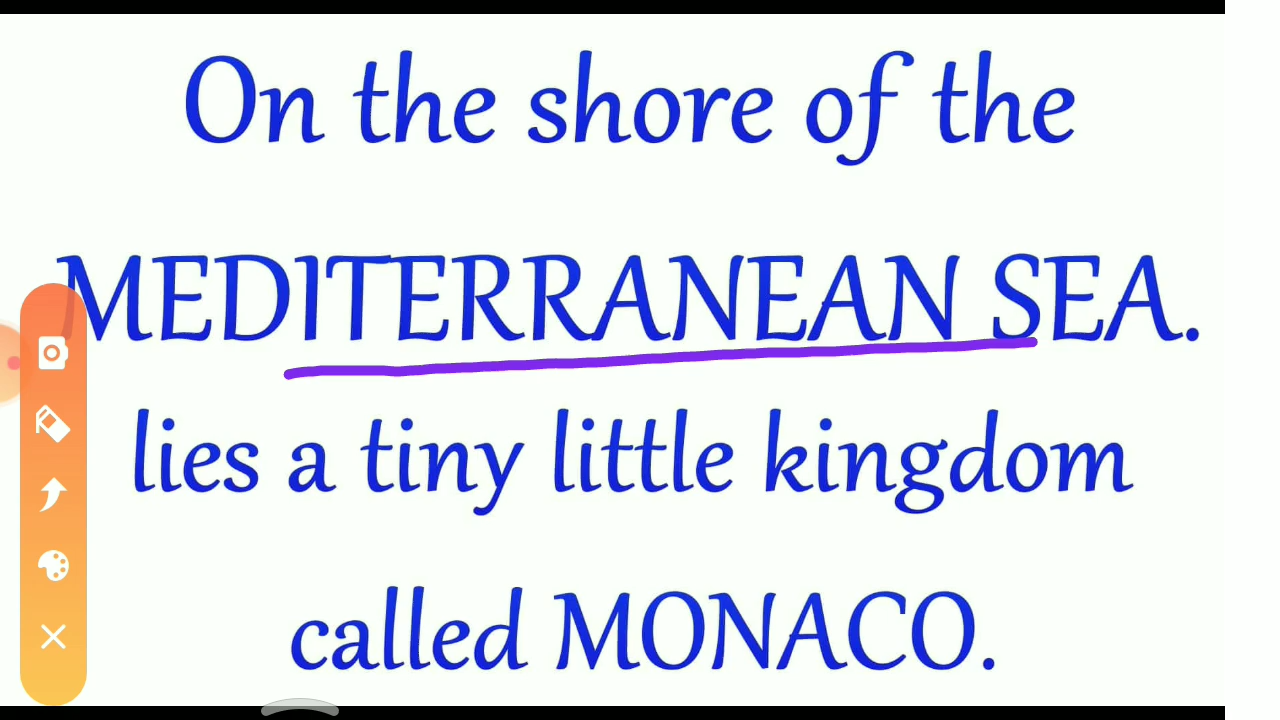 On the shore of the
MEDITERRANEAN SEA.
lies a tiny little kingdom
called MONACO.